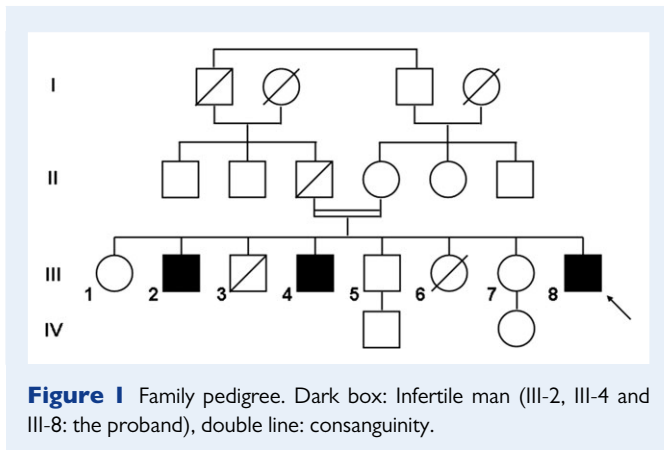 I
II
III
1 2 3 4 5 6 7 8
IV
Figure 1 Family pedigree. Dark box: Infertile man (III-2, III-4 and
III-8: the proband), double line: consanguinity.